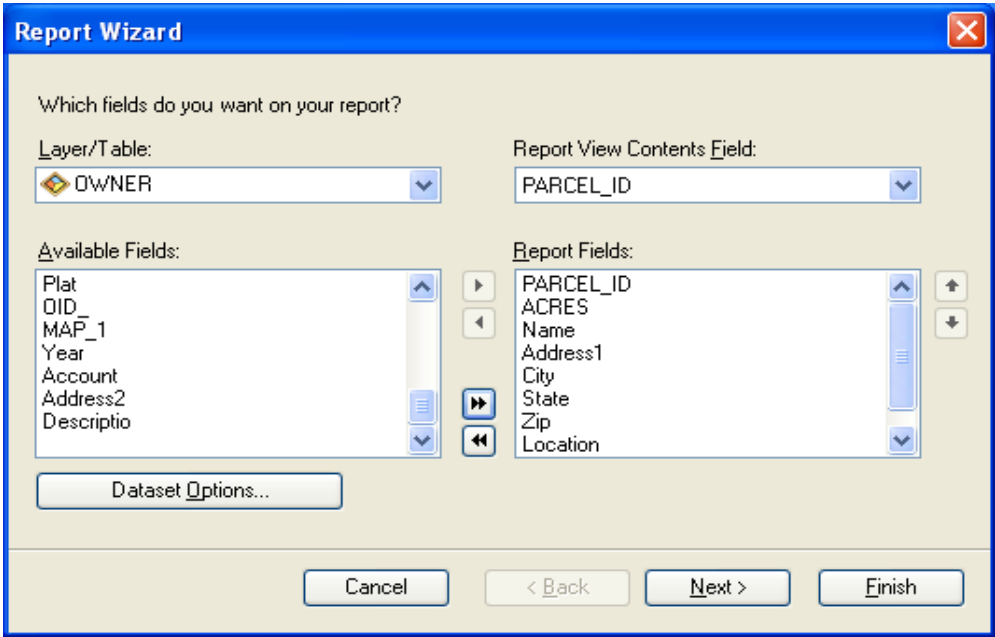 Report Wizard
Which fields do you want on your report?
Layer/Table:
OWNER
Report View Contents Field:
PARCEL_ID
Available Fields:
Plat
OID_
MAP_1
Year
Account
Address2
Descriptio
Report Fields:
PARCEL_ID
ACRES
Name
Address1
City
State
Zip
Location
Dataset Options...
Cancel
< Back
Next >
Finish